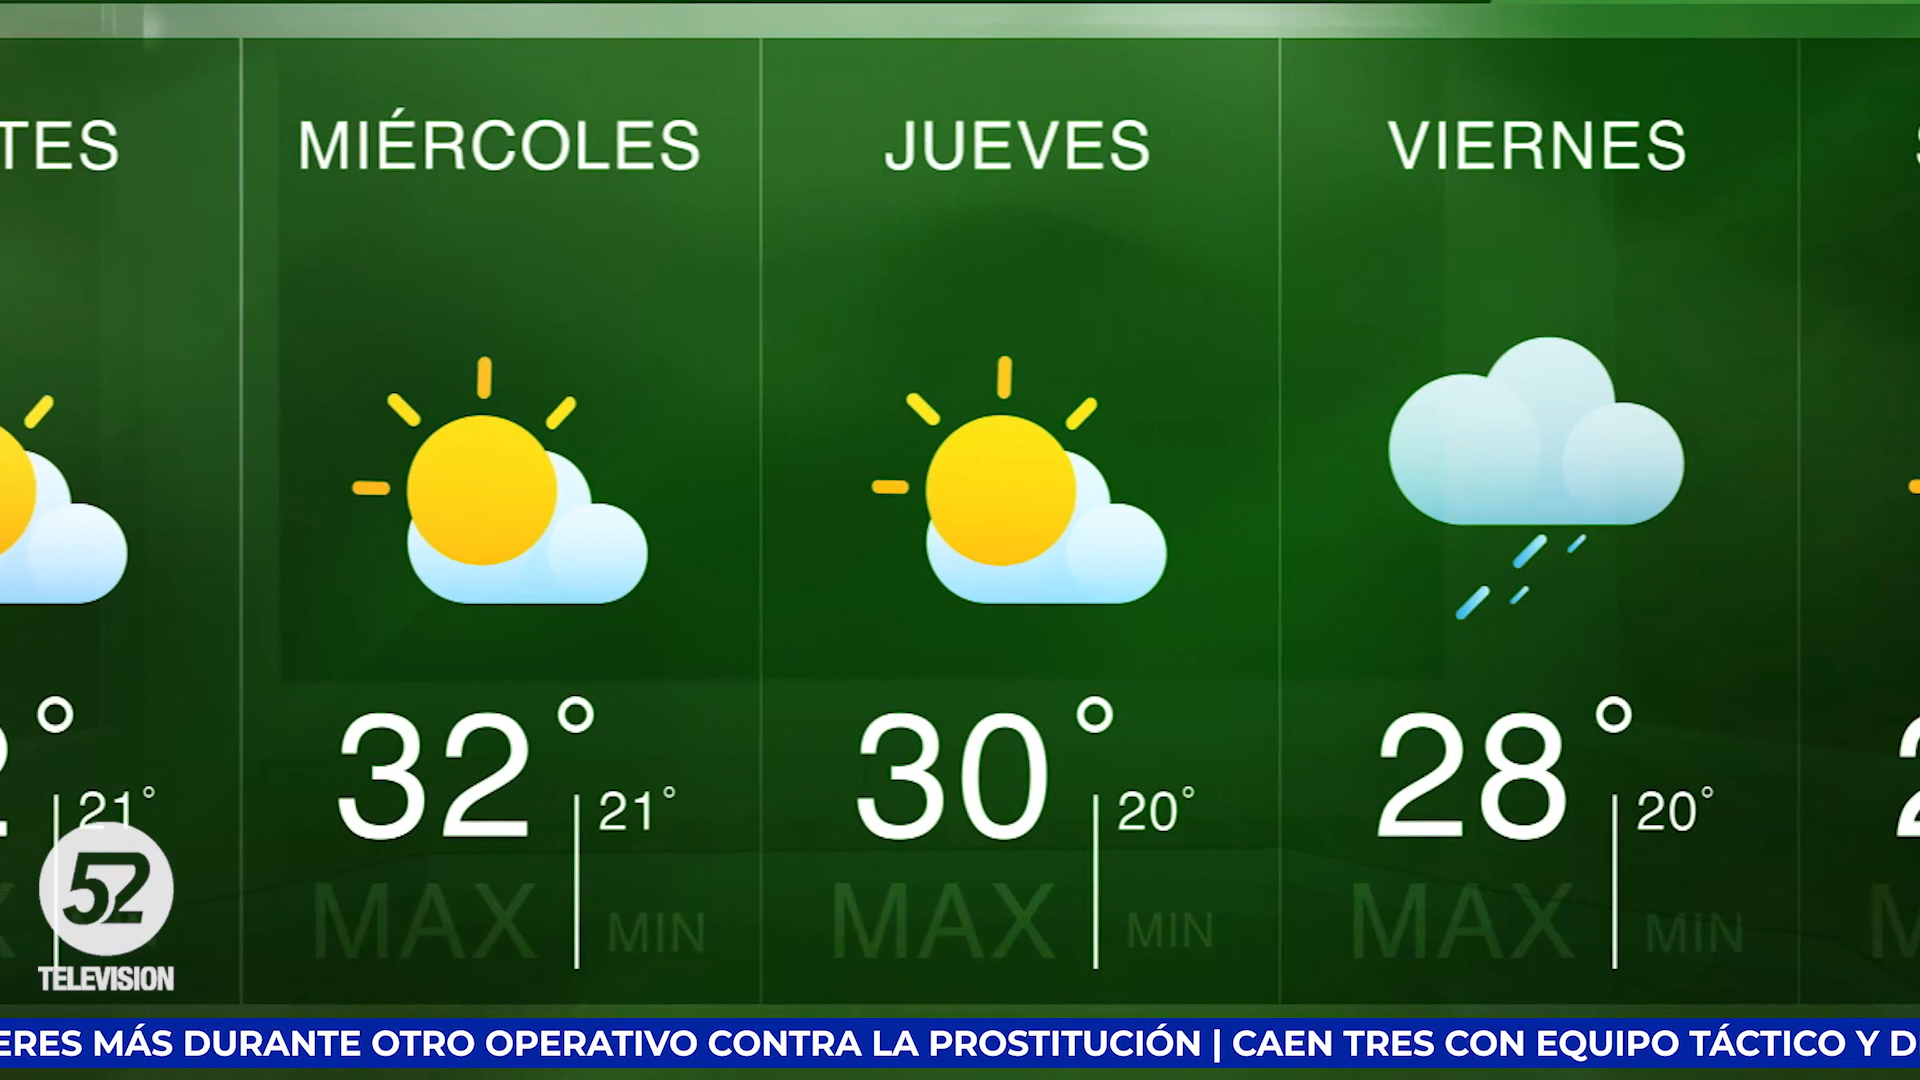 TES
MIÉRCOLES
JUEVES
VIERNES
32°
21°
MAX
MIN
30°
20°
MAX
MIN
28°
20°
MAX
MIN
21°
52
TELEVISION
ERES MÁS DURANTE OTRO OPERATIVO CONTRA LA PROSTITUCIÓN | CAEN TRES CON EQUIPO TÁCTICO Y D